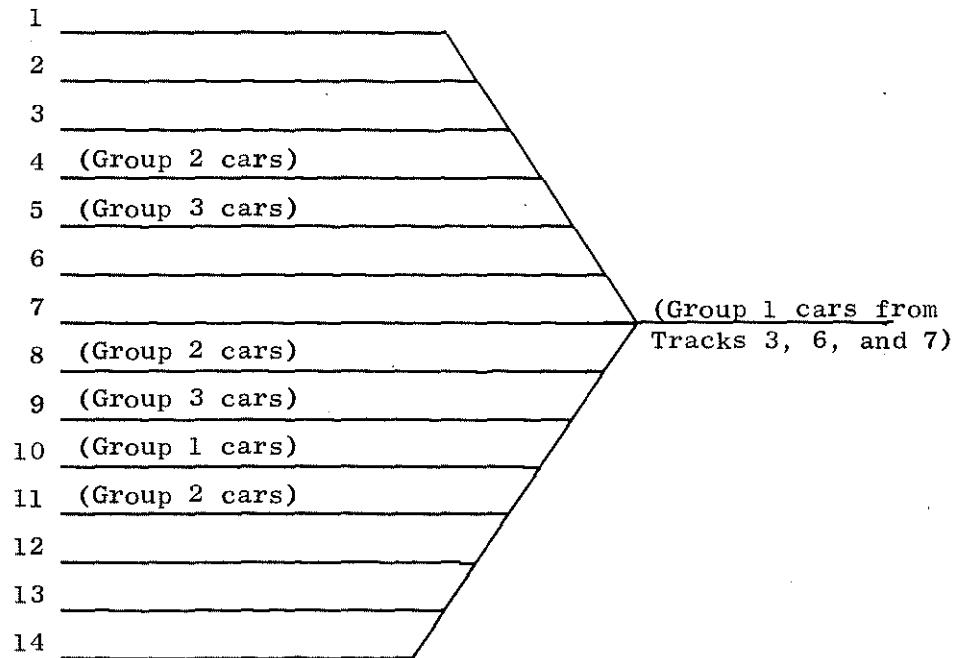 1
2
3
4 (Group 2 cars)
5 (Group 3 cars)
6
7
(Group 1 cars from
Tracks 3, 6, and 7)
8 (Group 2 cars)
9 (Group 3 cars)
10 (Group 1 cars)
11 (Group 2 cars)
12
13
14